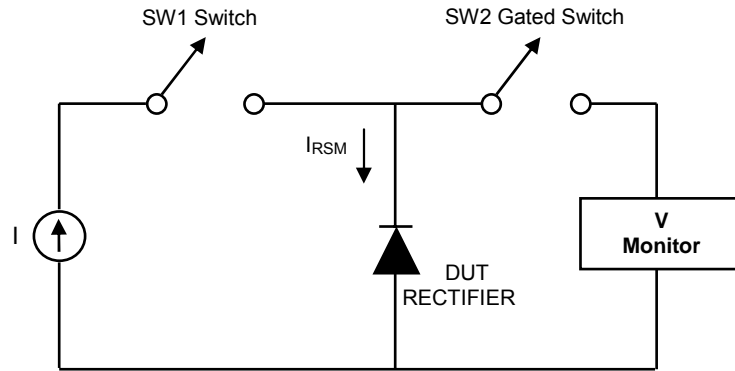 SW1 Switch
SW2 Gated Switch
IRSM
I
V
Monitor
DUT
RECTIFIER